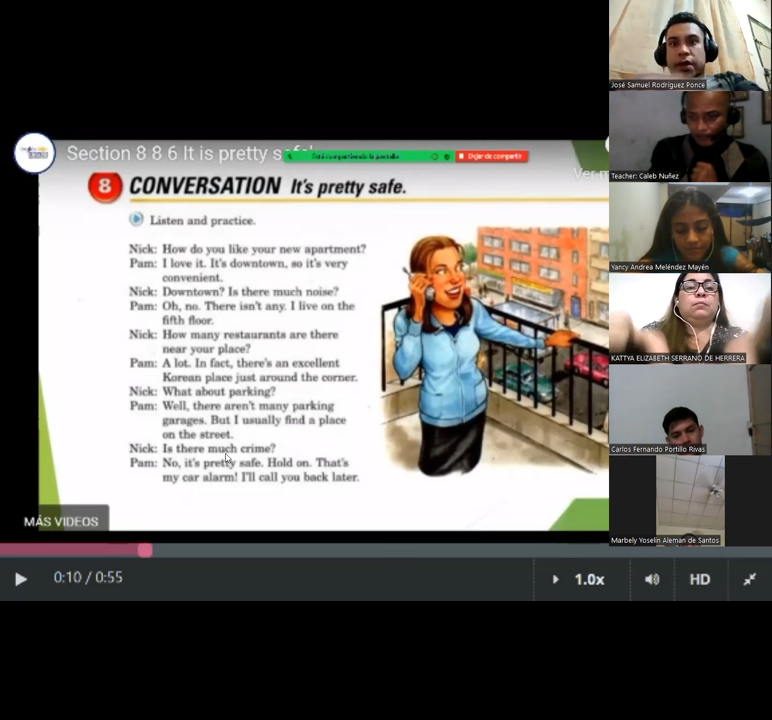 José Samuel Rodríguez Ponce
Section 8 8 6 It is pretty safe!
Dejar de compartir
Ver m
Teacher: Caleb Nuñez
8 CONVERSATION It's pretty safe.
Listen and practice.
Nick: How do you like your new apartment?
Pam: I love it. It's downtown, so it's very
convenient.
Nick: Downtown? Is there much noise?
Pam: Oh, no. There isn't any. I live on the
fifth floor.
Nick: How many restaurants are there
near your place?
Pam: A lot. In fact, there's an excellent
Korean place just around the corner.
Nick: What about parking?
Pam: Well, there aren't many parking
garages. But I usually find a place
on the street.
Nick: Is there much crime?
Pam: No, it's pretty safe. Hold on. That's
my car alarm! I'll call you back later.
Yancy Andrea Meléndez Mayén
KATTYA ELIZABETH SERRANO DE HERRERA
Carlos Fernando Portillo Rivas
Marbely Yoselin Aleman de Santos
MÁS VIDEOS
0:10 / 0:55
1.0x
HD